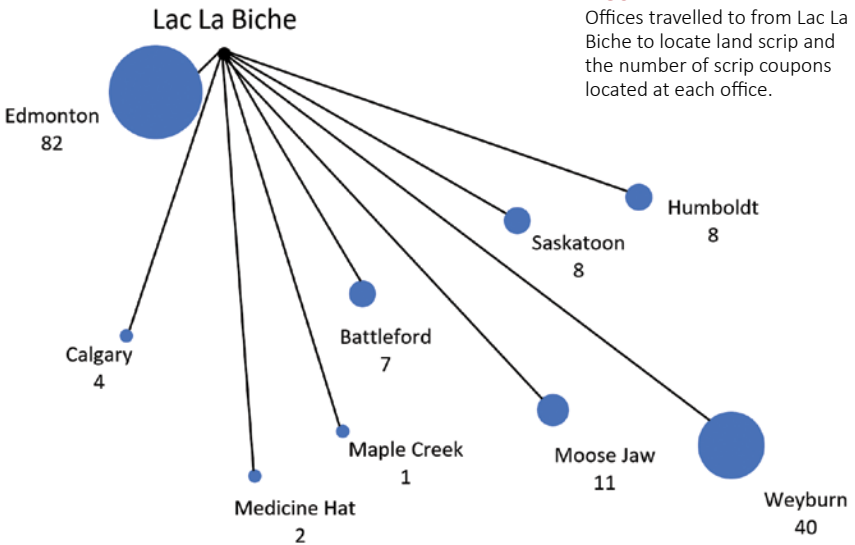 Lac La Biche
Offices travelled to from Lac La
Biche to locate land scrip and
the number of scrip coupons
located at each office.
Edmonton
82
Humboldt
8
Saskatoon
8
Battleford
7
Calgary
4
Maple Creek
1
Moose Jaw
11
Medicine Hat
2
Weyburn
40